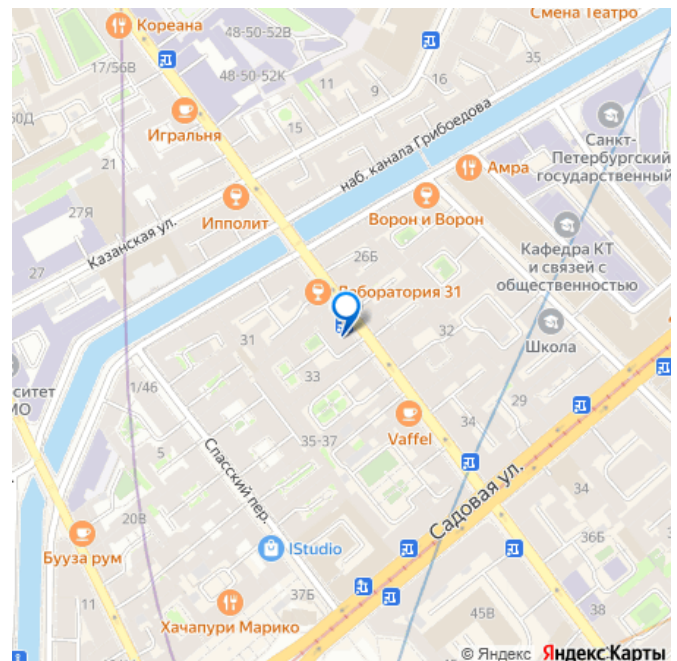 Смена Театро
Кореана
48-50-52В
17/56В
35
48-50-52К
16
11
9
Игральня
15
Санкт-
Петербургский
государственный
наб. канала Грибоедова
21
Амра
Ипполит
Ворон и Ворон
27Я
Казанская ул.
27
26Б
Кафедра КТ
и связей с
общественностью
Лаборатория 31
31
32
Школа
33
ситет
МО
1/46
29
Vaffel
34
35-37
5
Спасский пер.
Садовая ул.
34
20В
36Б
IStudio
Бууза рум
37Б
11
45В
38
Хачапури Марико
© Яндекс Яндекс Карты